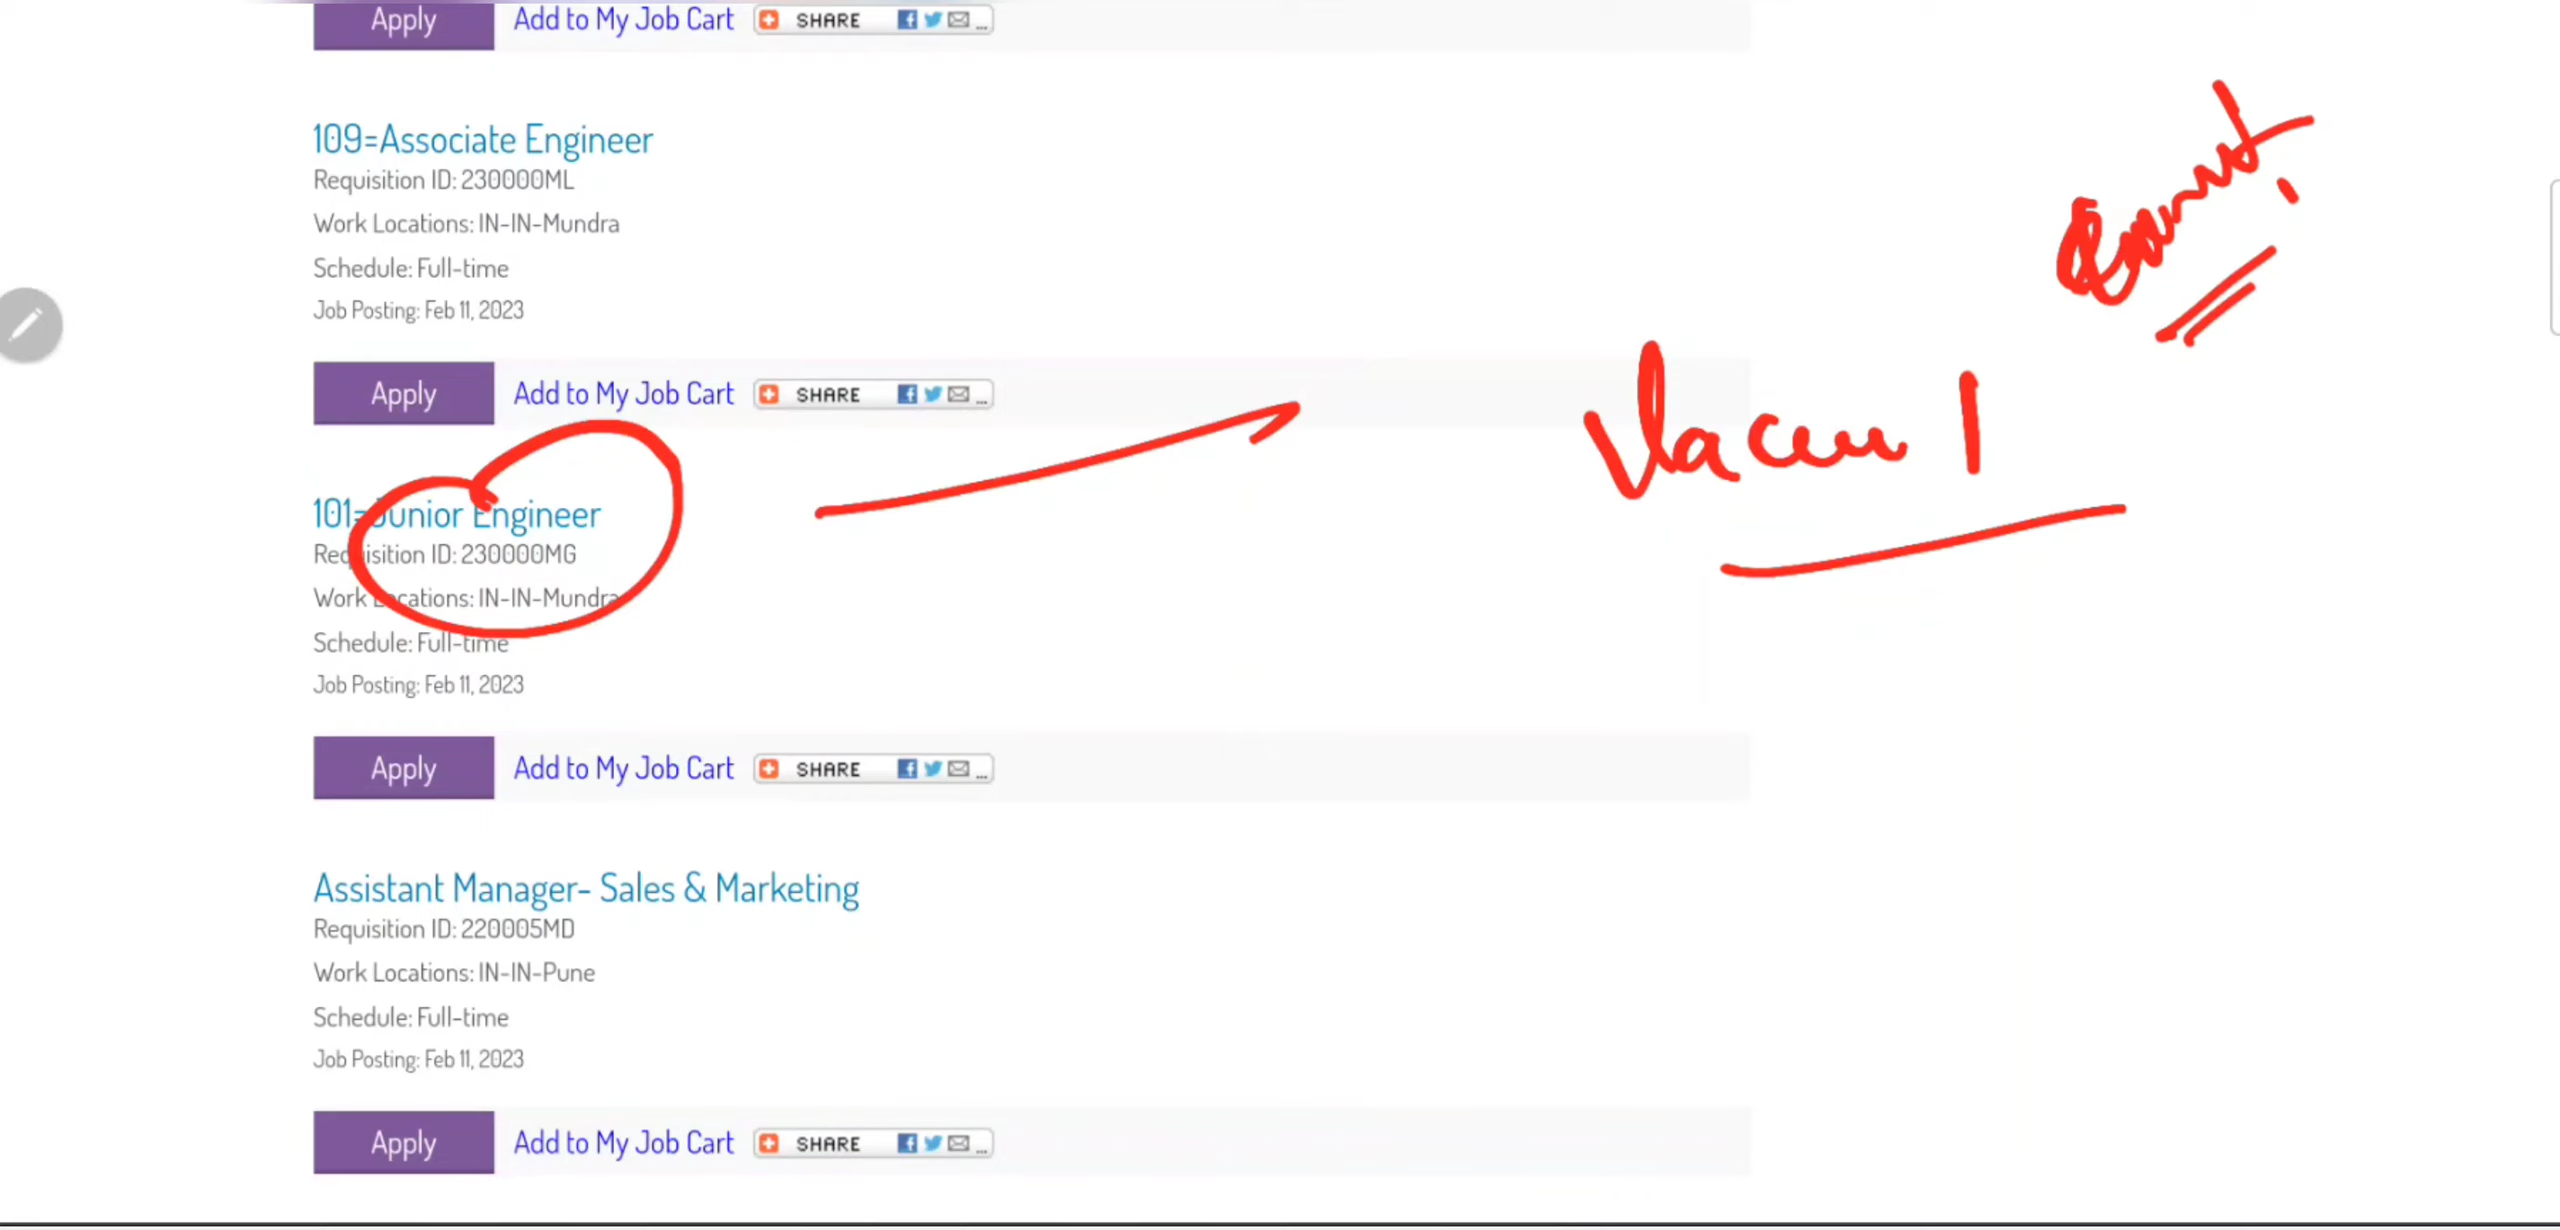 Apply Add to My Job Cart SHARE ...
109=Associate Engineer
Requisition ID: 230000ML
Work Locations: IN-IN-Mundra
Schedule: Full-time
Job Posting: Feb 11, 2023
Apply Add to My Job Cart SHARE ...
101=Junior Engineer
Requisition ID: 230000MG
Work Locations: IN-IN-Mundra
Schedule: Full-time
Job Posting: Feb 11, 2023
Apply Add to My Job Cart SHARE ...
Assistant Manager- Sales & Marketing
Requisition ID: 220005MD
Work Locations: IN-IN-Pune
Schedule: Full-time
Job Posting: Feb 11, 2023
Apply Add to My Job Cart SHARE ...